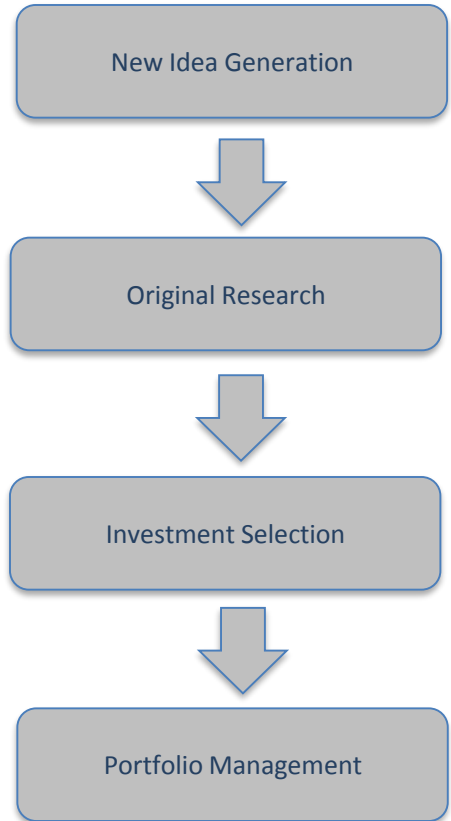 New Idea Generation
Original Research
Investment Selection
Portfolio Management